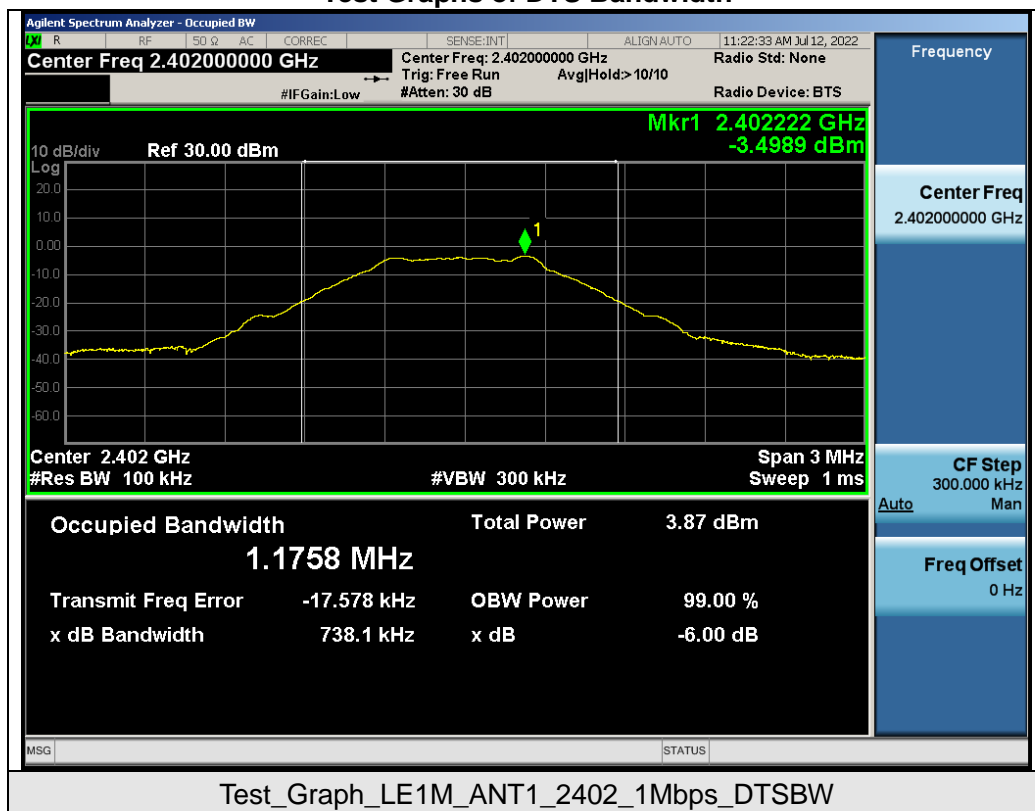 Test Graphs of DTS Bandwidth
Agilent Spectrum Analyzer - Occupied BW
LXI R RF 50 Ω AC CORREC SENSE:INT ALIGN AUTO 11:22:33 AM Jul 12, 2022
Center Freq 2.402000000 GHz Center Freq: 2.402000000 GHz Radio Std: None
Trig: Free Run Avg|Hold:> 10/10
#IFGain:Low #Atten: 30 dB Radio Device: BTS
Frequency
Mkr1 2.402222 GHz
-3.4989 dBm
10 dB/div Ref 30.00 dBm
Log
20.0
10.0
0.00
-10.0
-20.0
-30.0
-40.0
-50.0
-60.0
1
Center 2.402 GHz Span 3 MHz
#Res BW 100 kHz #VBW 300 kHz Sweep 1 ms
Occupied Bandwidth Total Power 3.87 dBm
1.1758 MHz
Transmit Freq Error -17.578 kHz OBW Power 99.00 %
x dB Bandwidth 738.1 kHz x dB -6.00 dB
Center Freq
2.402000000 GHz
CF Step
300.000 kHz
Auto Man
Freq Offset
0 Hz
MSG STATUS
Test_Graph_LE1M_ANT1_2402_1Mbps_DTSBW